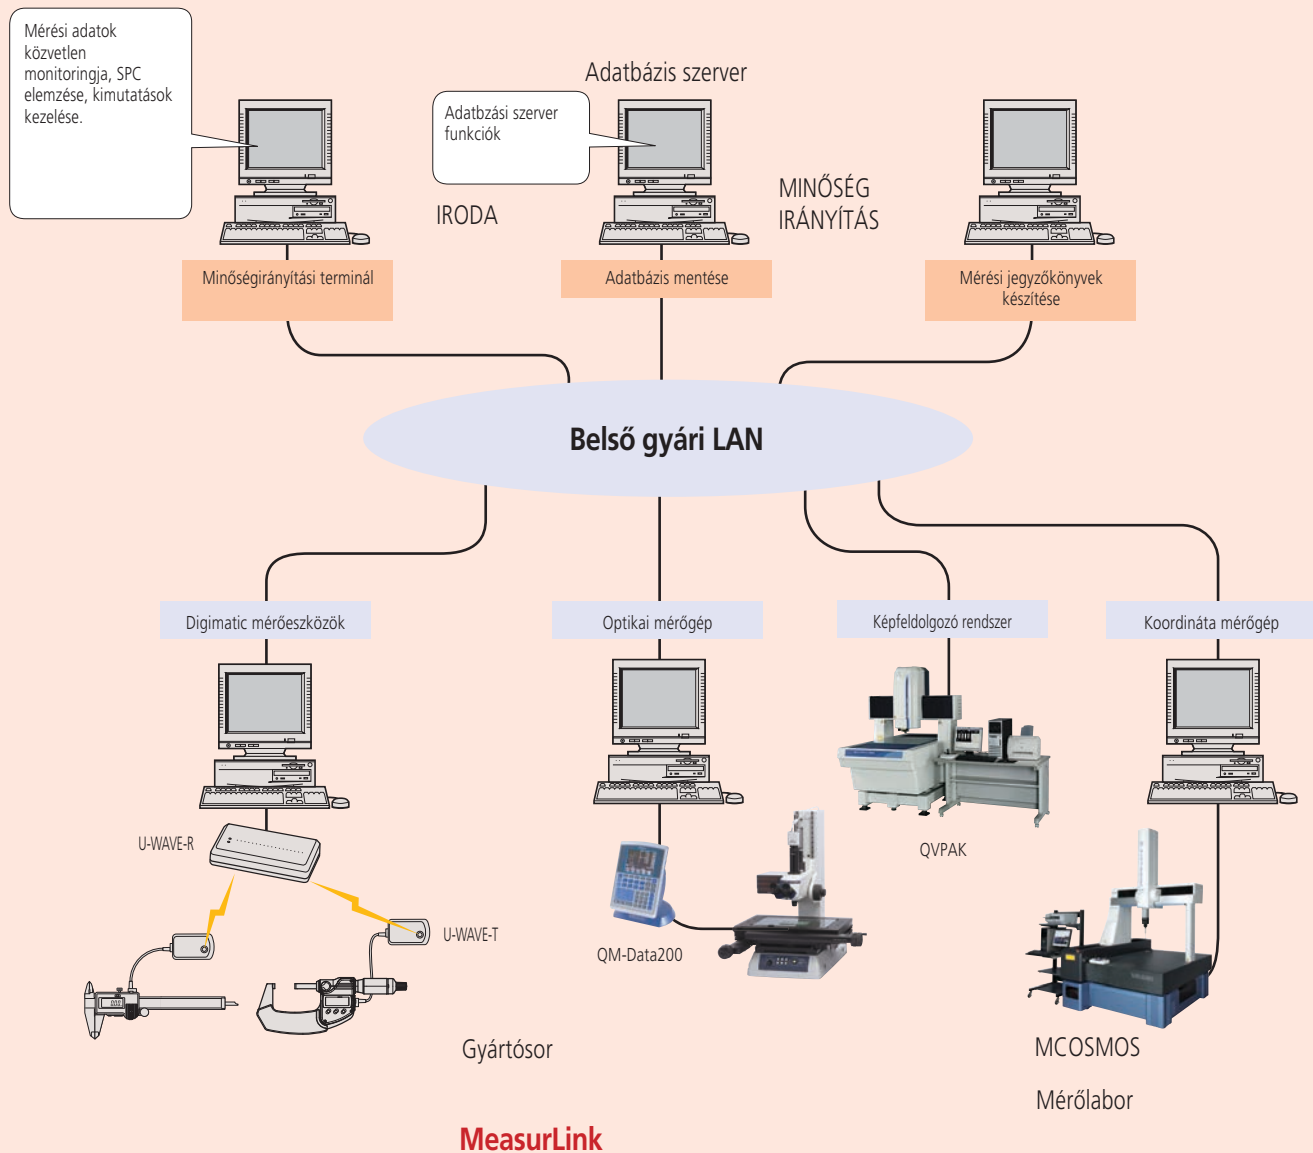 Mérési adatok
közvetlen
monitoringja, SPC
elemzése, kimutatások
kezelése.
Adatbázis szerver
Adatbzási szerver
funkciók
IRODA
MINŐSÉG
IRÁNYÍTÁS
Minőségirányítási terminál
Adatbázis mentése
Mérési jegyzőkönyvek
készítése
Belső gyári LAN
Digimatic mérőeszközök
Optikai mérőgép
Képfeldolgozó rendszer
Koordináta mérőgép
U-WAVE-R
U-WAVE-T
QM-Data200
QVPAK
Gyártósor
MCOSMOS
Mérőlabor
MeasurLink